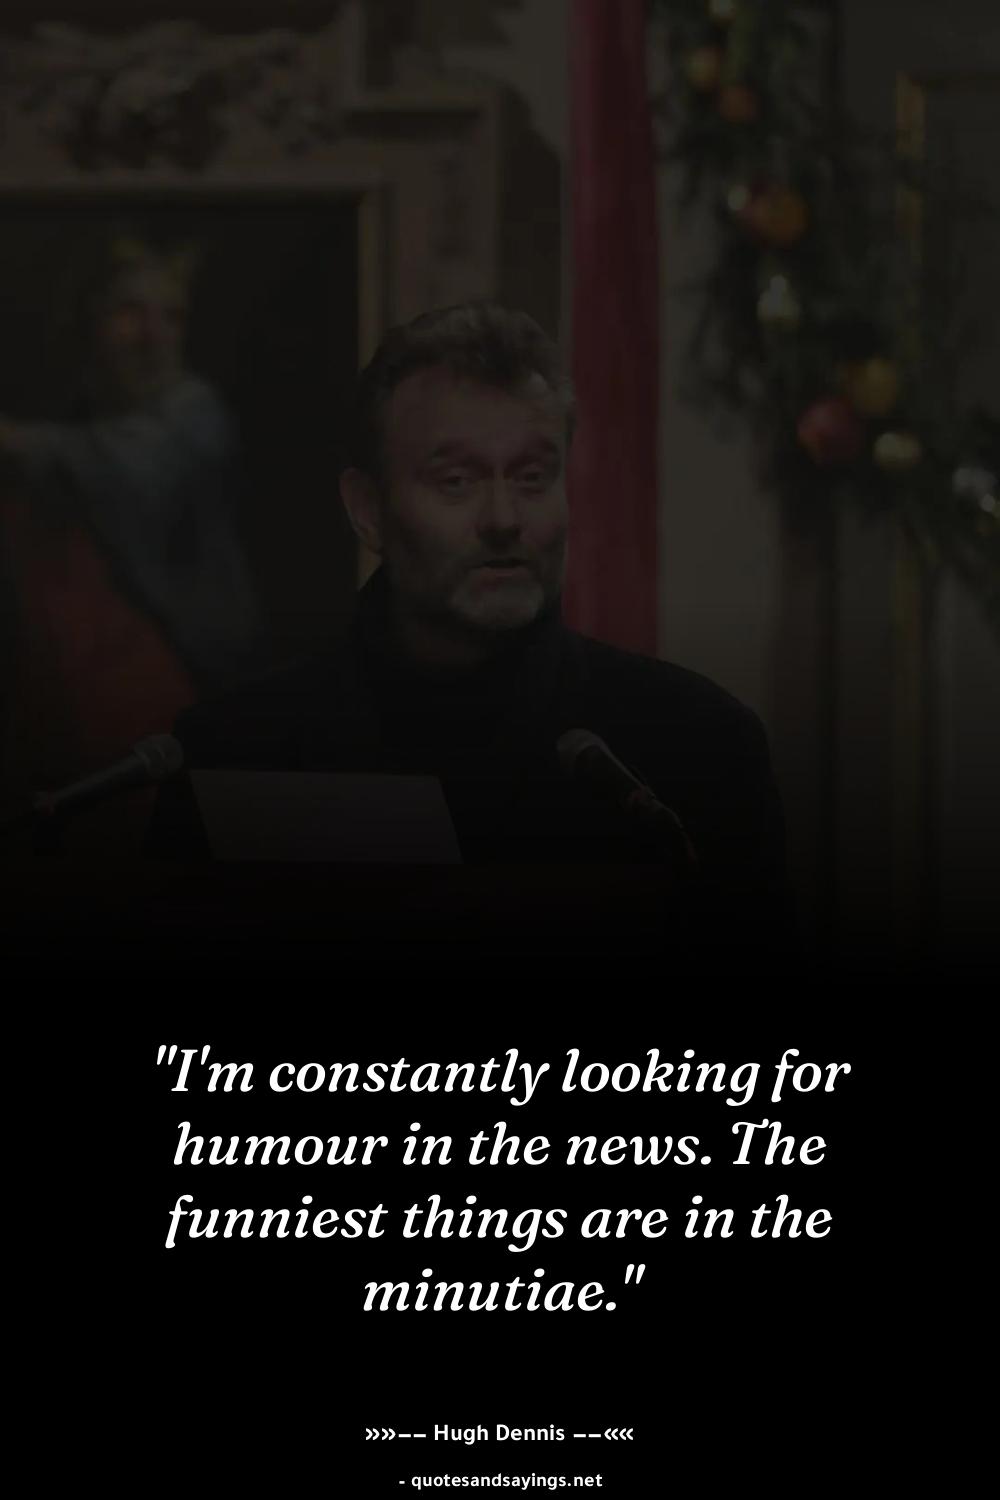 "I'm constantly looking for
humour in the news. The
funniest things are in the
minutiae."
»»−− Hugh Dennis −−««
- quotesandsayings.net